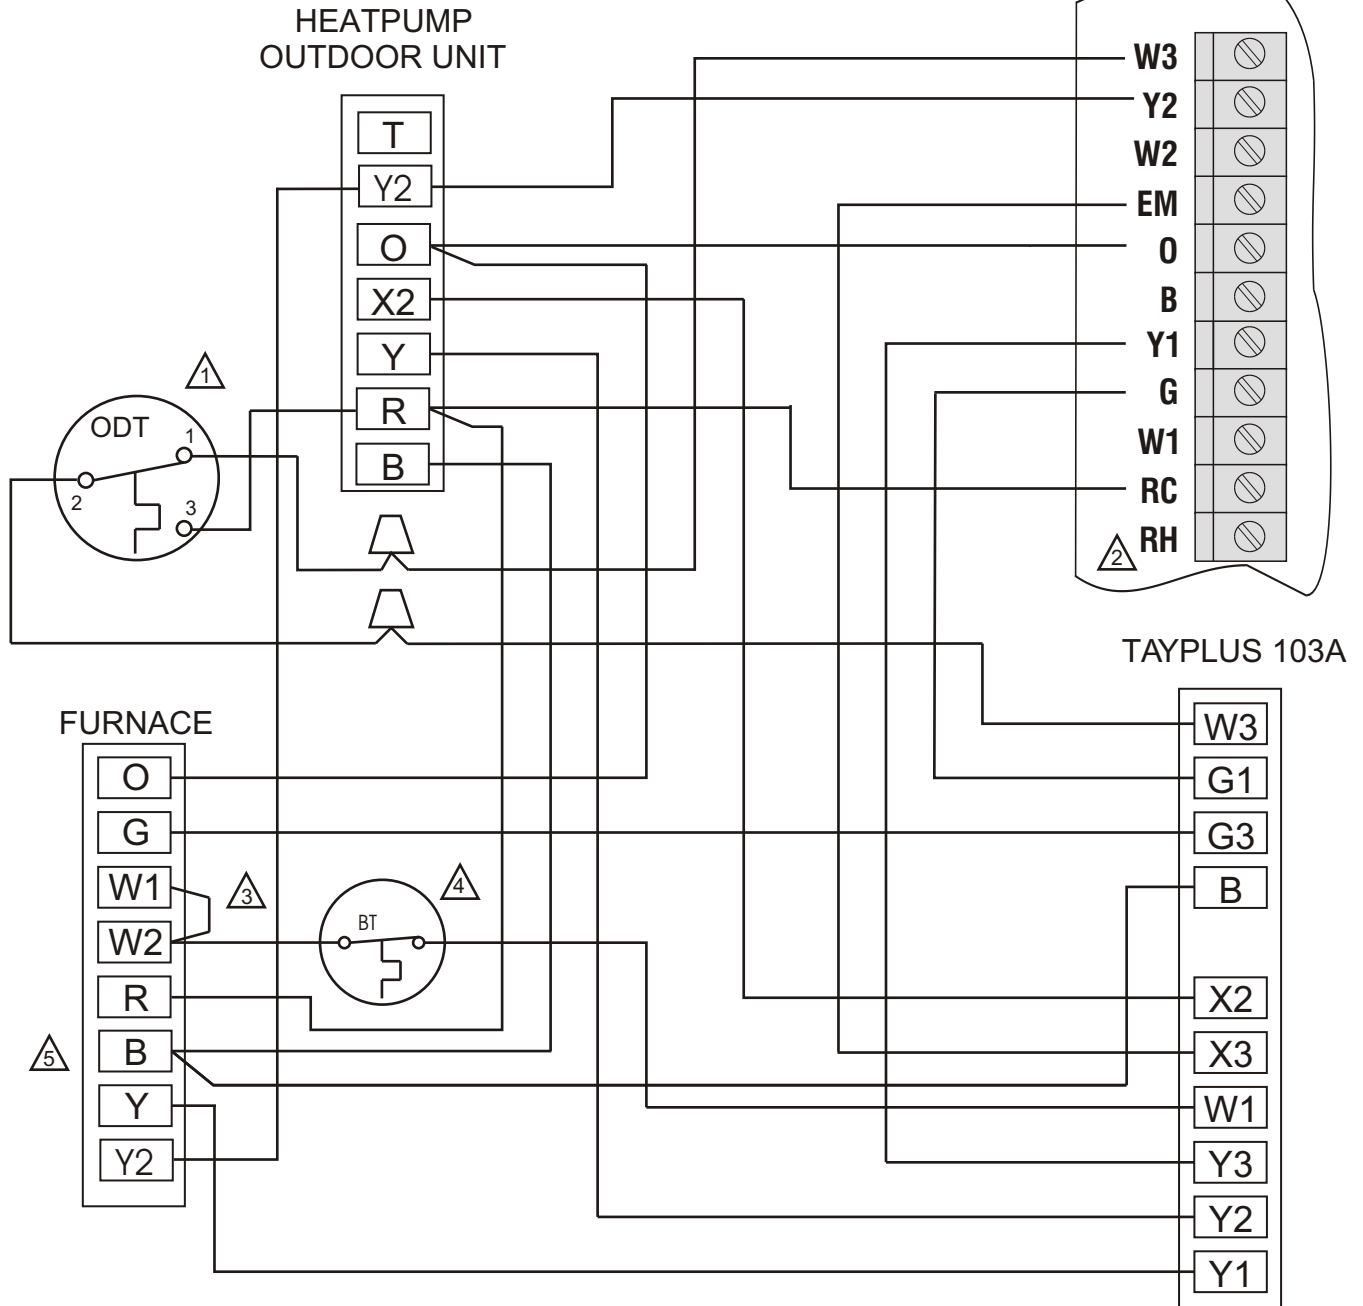 HEATPUMP
OUTDOOR UNIT
T
Y2
O
X2
Y
R
B
W3
Y2
W2
EM
O
B
Y1
G
W1
RC
RH
2
1
ODT
1
2
3
TAYPLUS 103A
W3
G1
G3
B
X2
X3
W1
Y3
Y2
Y1
FURNACE
O
G
W1
W2
R
B
Y
Y2
3
BT
4
5